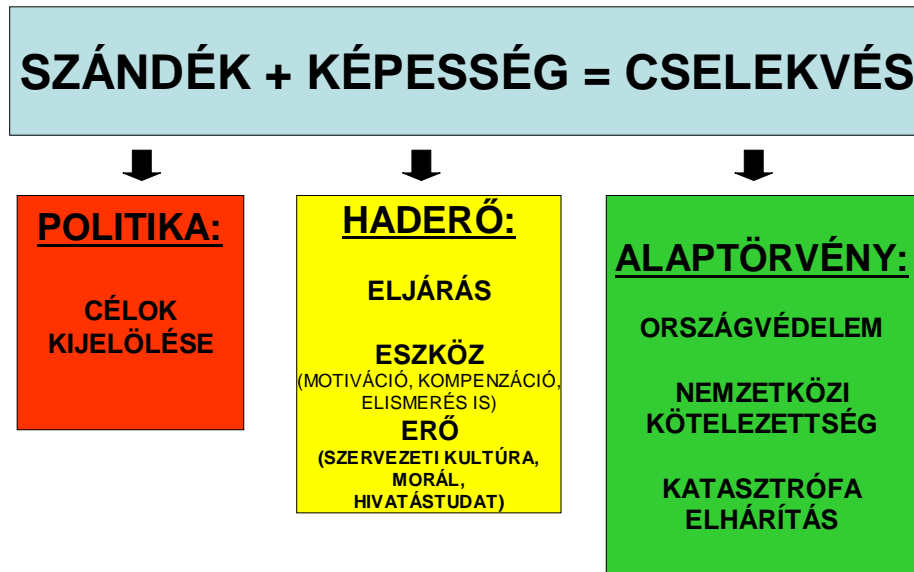 SZÁNDÉK + KÉPESSÉG = CSELEKVÉS
POLITIKA:
CÉLOK
KIJELÖLÉSE
HADERŐ:
ELJÁRÁS
ESZKÖZ
(MOTIVÁCIÓ, KOMPENZÁCIÓ,
ELISMERÉS IS)
ERŐ
(SZERVEZETI KULTÚRA,
MORÁL,
HIVATÁSTUDAT)
ALAPTÖRVÉNY:
ORSZÁGVÉDELEM
NEMZETKÖZI
KÖTELEZETTSÉG
KATASZTRÓFA
ELHÁRÍTÁS